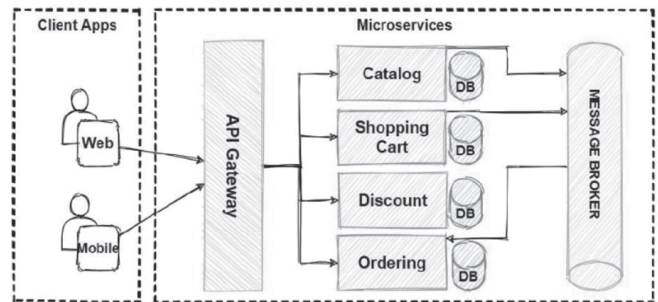 Client Apps
Microservices
Web
Mobile
API Gateway
Catalog
DB
Shopping
Cart
DB
Discount
DB
Ordering
DB
MESSAGE BROKER